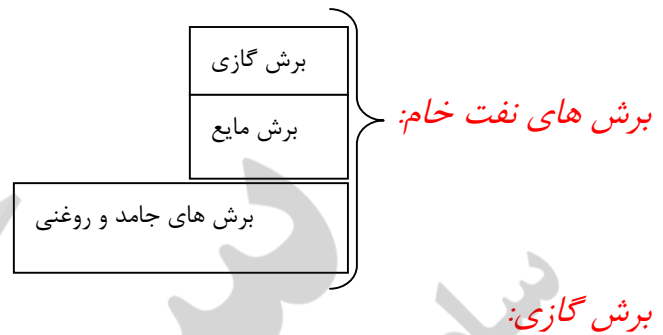 برش گازی
برش های نفت خام:
برش مایع
برش های جامد و روغنی
برش گازی: